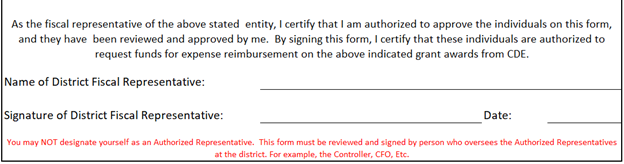 As the fiscal representative of the above stated  entity, I certify that I am authorized to approve the individuals on this form,
and they have  been reviewed and approved by me.  By signing this form, I certify that these individuals are authorized to
request funds for expense reimbursement on the above indicated grant awards from CDE.
Name of District Fiscal Representative:
Signature of District Fiscal Representative: Date:
You may NOT designate yourself as an Authorized Representative.  This form must be reviewed and signed by person who oversees the Authorized Representatives
at the district. For example, the Controller, CFO, Etc.